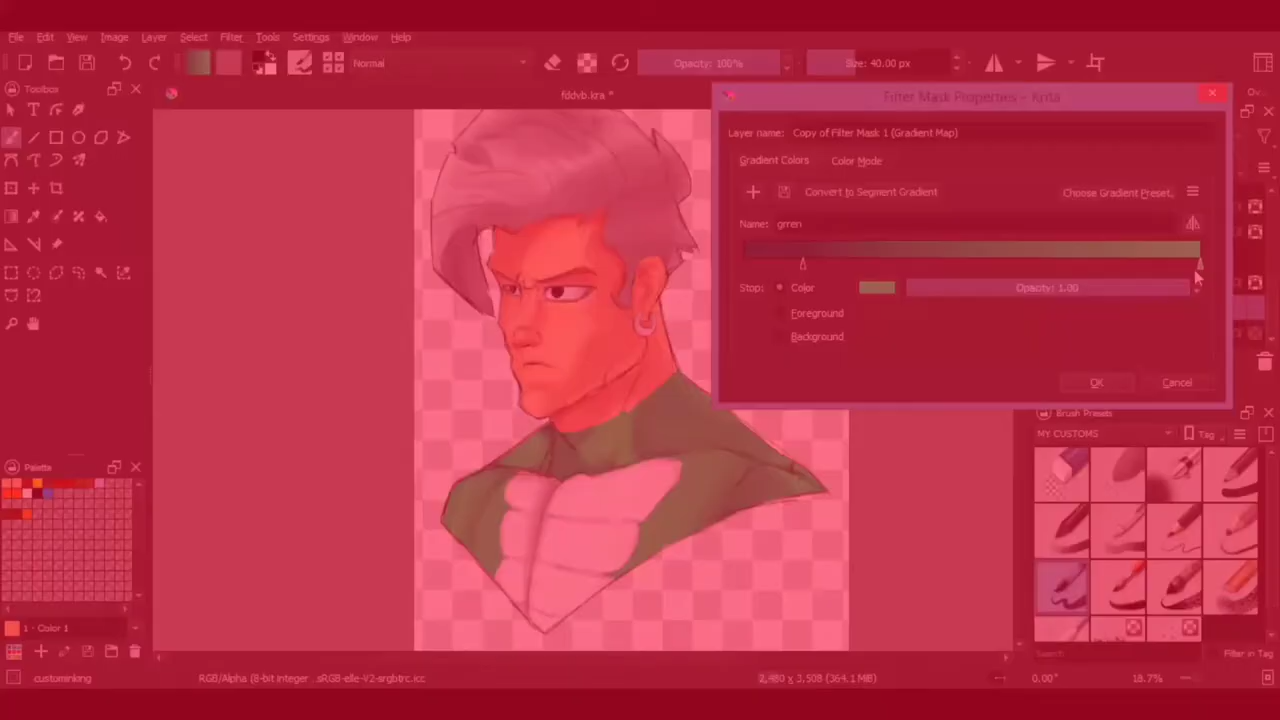 File Edit View Image Layer Select Filter Tools Settings Window Help
Normal
Opacity: 100%
Size: 40.00 px
Toolbox
fddvb.kra *
Filter Mask Properties - Krita
Layer name: Copy of Filter Mask 1 (Gradient Map)
Gradient Colors Color Mode
Convert to Segment Gradient
Choose Gradient Preset.
Name: grren
Stop: Color
Opacity: 1.00
Foreground
Background
OK Cancel
Brush Presets
MY CUSTOMS
Tag
Palette
1 - Color 1
Search
Filter in Tag
custominking
RGB/Alpha (8-bit integer ..sRGB-elle-V2-srgbtrc.icc
2,480 x 3,508 (364.1 MiB)
0.00°
18.7%